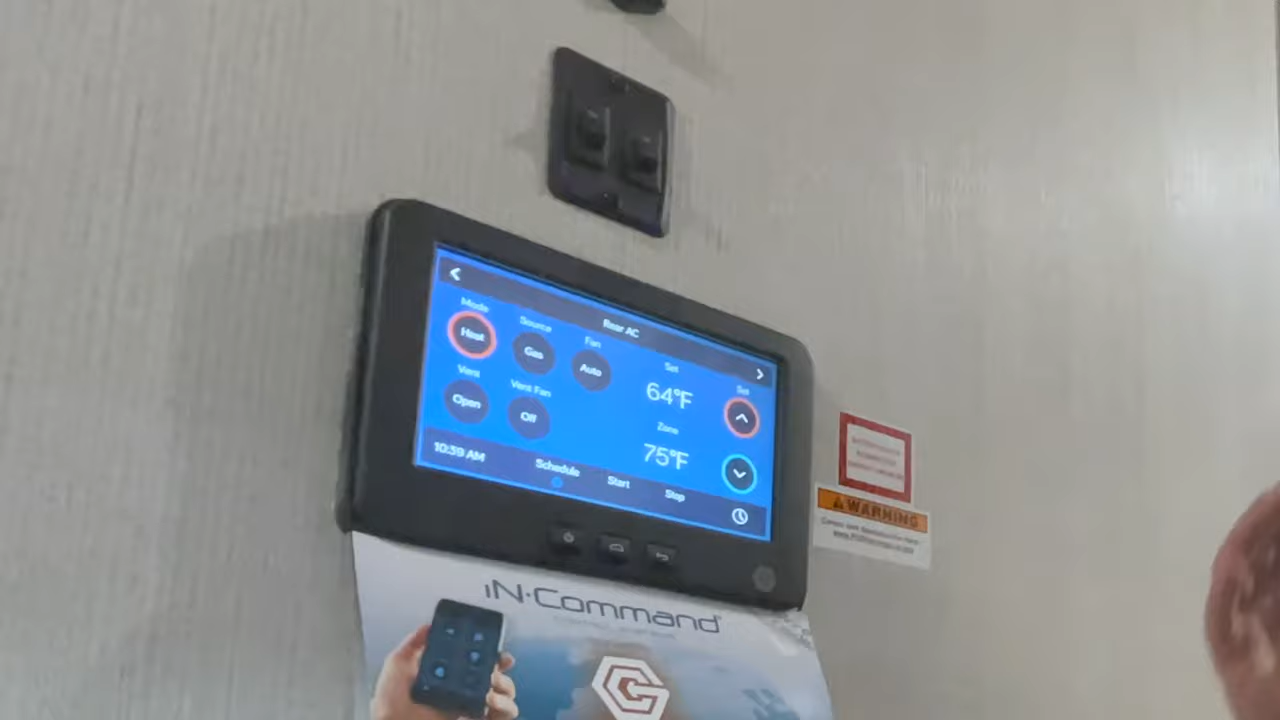 Rear AC
Mode
Source
Fan
Set
Set
Heat
Gas
Auto
64°F
Vent
Vent Fan
Zone
Open
Off
75°F
10:39 AM
Schedule
Start
Stop
WARNING
iN·Command